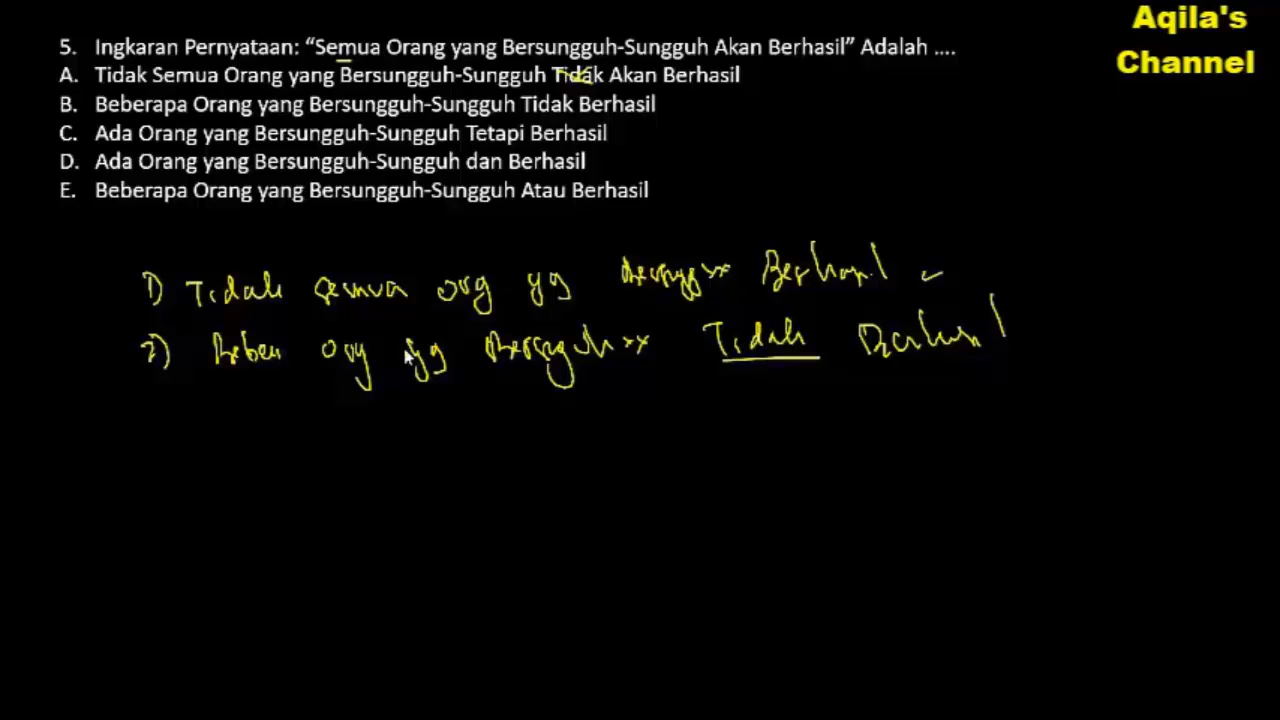 Aqila's
Channel
5. Ingkaran Pernyataan: “Semua Orang yang Bersungguh-Sungguh Akan Berhasil” Adalah ....
A. Tidak Semua Orang yang Bersungguh-Sungguh Tidak Akan Berhasil
B. Beberapa Orang yang Bersungguh-Sungguh Tidak Berhasil
C. Ada Orang yang Bersungguh-Sungguh Tetapi Berhasil
D. Ada Orang yang Bersungguh-Sungguh dan Berhasil
E. Beberapa Orang yang Bersungguh-Sungguh Atau Berhasil
1) Tidak semua org yg Berhasil
2) org yg Tidak Berhasil